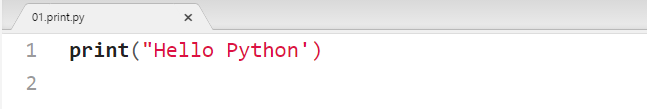 01.print.py ×
1 print("Hello Python')
2